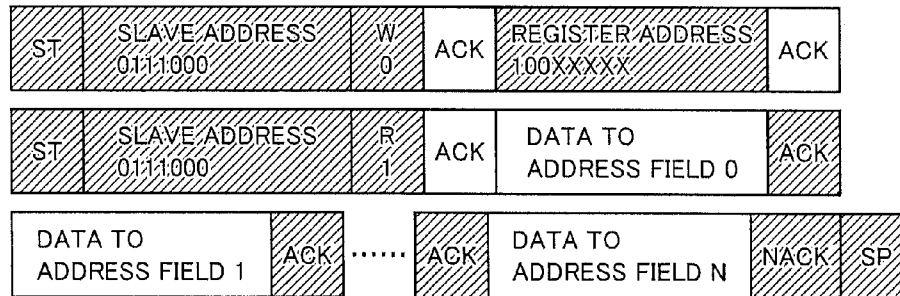 ST SLAVE ADDRESS 0111000 W 0 ACK REGISTER ADDRESS 100XXXXX ACK
ST SLAVE ADDRESS 0111000 R 1 ACK DATA TO ADDRESS FIELD 0 ACK
DATA TO ADDRESS FIELD 1 ACK ······ ACK DATA TO ADDRESS FIELD N NACK SP